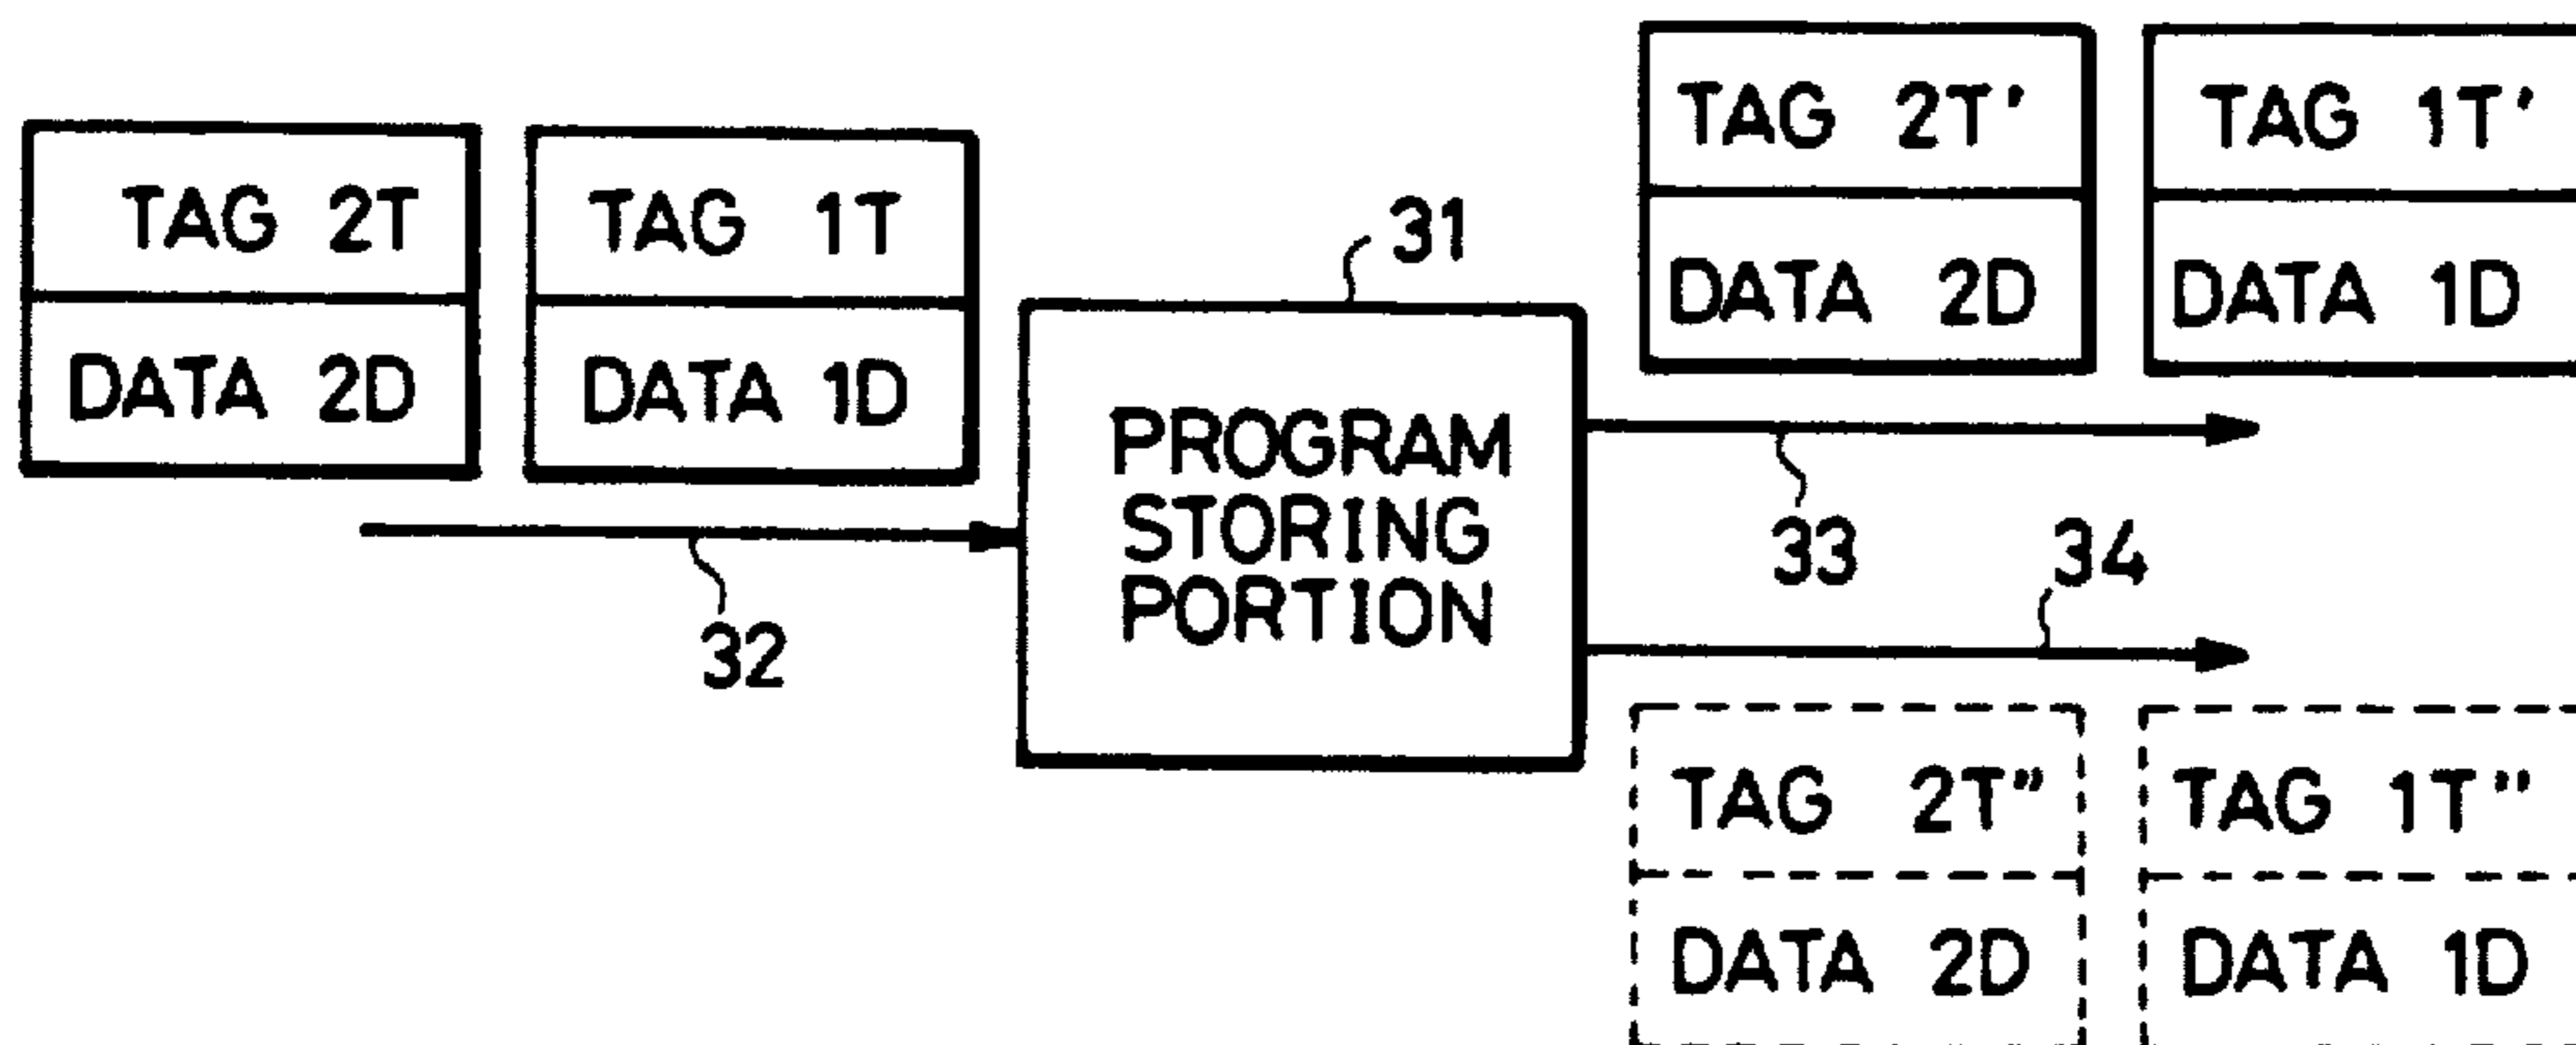 TAG 2T
DATA 2D
TAG 1T
DATA 1D
32
31
PROGRAM
STORING
PORTION
TAG 2T'
DATA 2D
TAG 1T'
DATA 1D
33
34
TAG 2T"
DATA 2D
TAG 1T"
DATA 1D